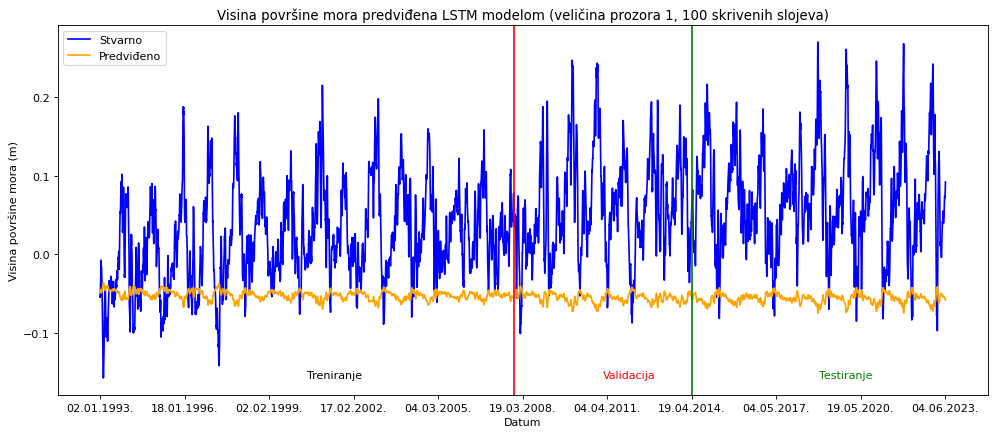 Visina površine mora predviđena LSTM modelom (veličina prozora 1, 100 skrivenih slojeva)
Stvarno
Predviđeno
Visina površine mora (m)
0.2
0.1
0.0
−0.1
Treniranje
Validacija
Testiranje
02.01.1993.
18.01.1996.
02.02.1999.
17.02.2002.
04.03.2005.
19.03.2008.
04.04.2011.
19.04.2014.
04.05.2017.
19.05.2020.
04.06.2023.
Datum